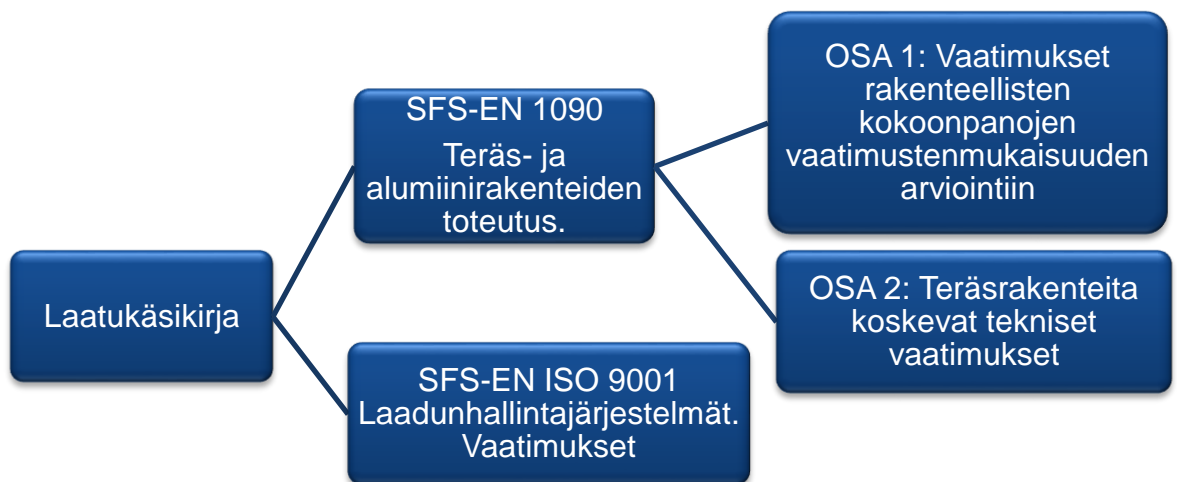 Laatukäsikirja
SFS-EN 1090
Teräs- ja
alumiinirakenteiden
toteutus.
OSA 1: Vaatimukset
rakenteellisten
kokoonpanojen
vaatimustenmukaisuuden
arviointiin
OSA 2: Teräsrakenteita
koskevat tekniset
vaatimukset
SFS-EN ISO 9001
Laadunhallintajärjestelmät.
Vaatimukset